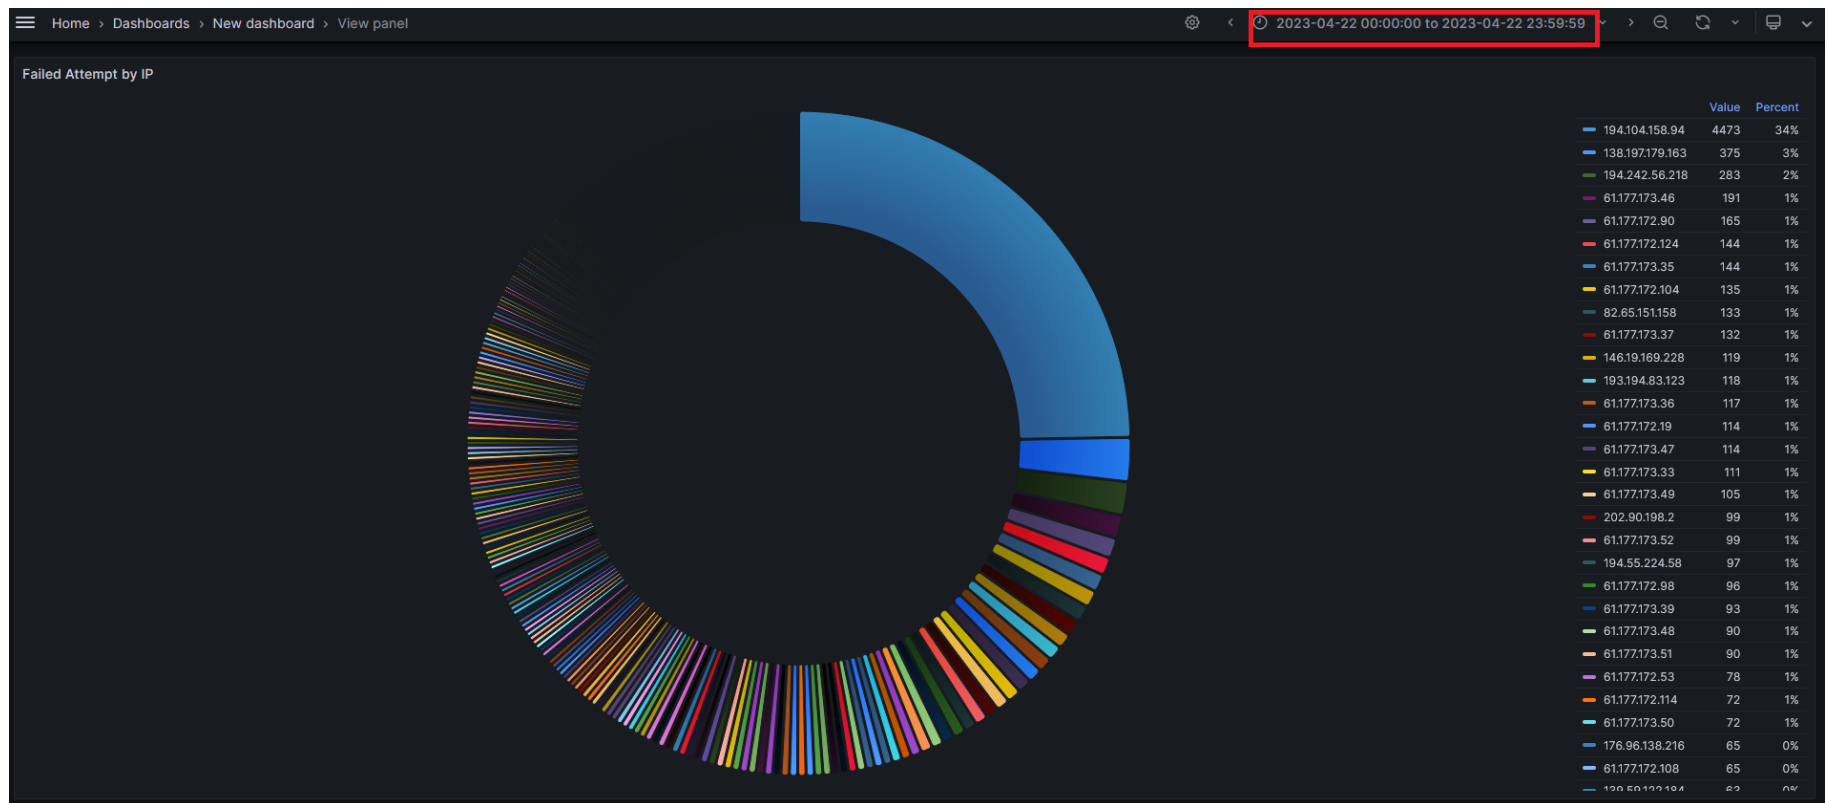 Home › Dashboards › New dashboard › View panel
2023-04-22 00:00:00 to 2023-04-22 23:59:59
Failed Attempt by IP
Value Percent
194.104.158.94 4473 34%
138.197.179.163 375 3%
194.242.56.218 283 2%
61.177.173.46 191 1%
61.177.172.90 165 1%
61.177.172.124 144 1%
61.177.173.35 144 1%
61.177.172.104 135 1%
82.65.151.158 133 1%
61.177.173.37 132 1%
146.19.169.228 119 1%
193.194.83.123 118 1%
61.177.173.36 117 1%
61.177.172.19 114 1%
61.177.173.47 114 1%
61.177.173.33 111 1%
61.177.173.49 105 1%
202.90.198.2 99 1%
61.177.173.52 99 1%
194.55.224.58 97 1%
61.177.172.98 96 1%
61.177.173.39 93 1%
61.177.173.48 90 1%
61.177.173.51 90 1%
61.177.172.53 78 1%
61.177.172.114 72 1%
61.177.173.50 72 1%
176.96.138.216 65 0%
61.177.172.108 65 0%
139.59.122.184 63 0%